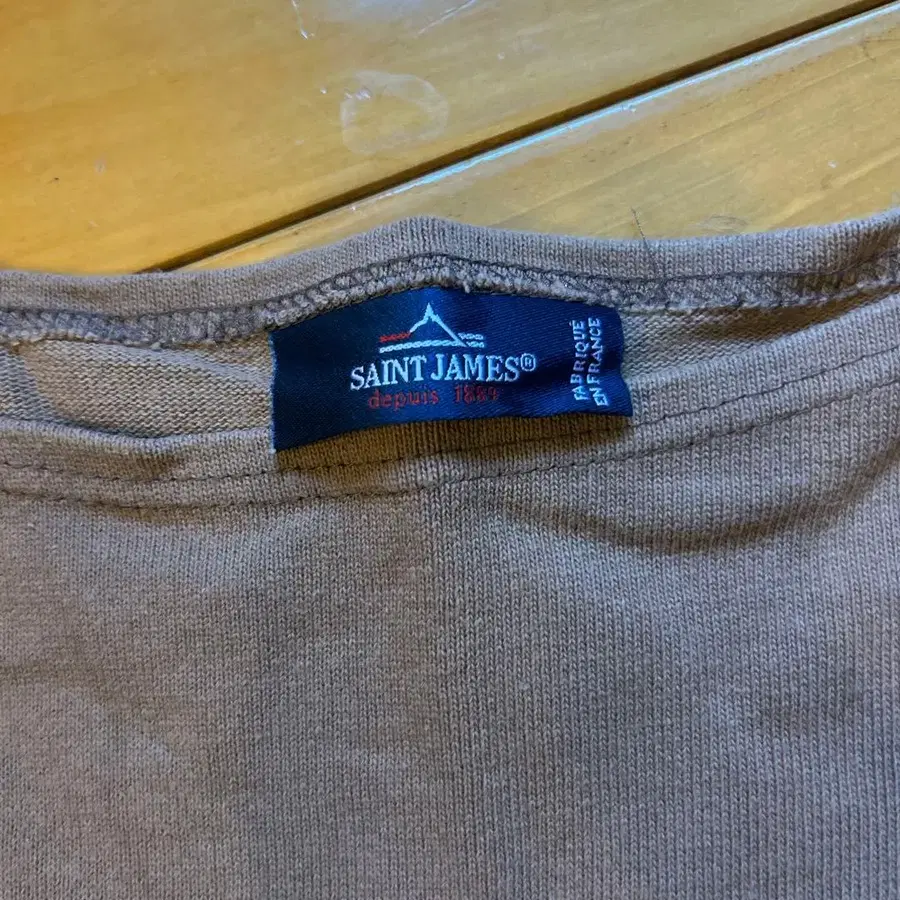 SAINT JAMES®
depuis 1889
FABRIQUÉ
EN FRANCE